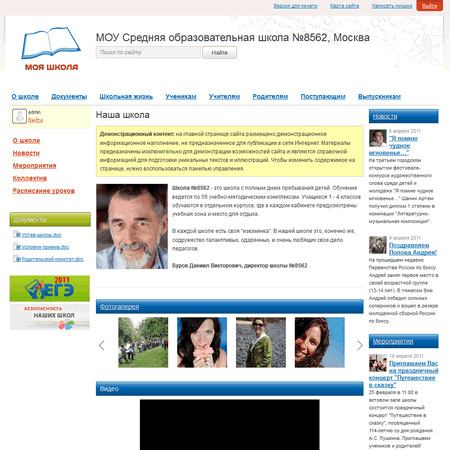 Версия для печати Карта сайта Написать письмо Выйти
МОУ Средняя образовательная школа №8562, Москва
Поиск по сайту Найти
МОЯ ШКОЛА
О школе Документы Школьная жизнь Ученикам Учителям Родителям Поступающим Выпускникам
admin
Выйти
О школе
Новости
Мероприятия
Коллектив
Расписание уроков
Документы
Устав школы.doc
Условия приема.doc
Родительский комитет.doc
2011
ЕГЭ
БЕЗОПАСНОСТЬ
НАШИХ ШКОЛ
Наша школа
Демонстрационный контент: на главной странице сайта размещено демонстрационное
информационное наполнение, не предназначенное для публикации в сети Интернет. Материалы
предназначены исключительно для демонстрации возможностей сайта и являются справочной
информацией для подготовки уникальных текстов и иллюстраций. Чтобы изменить содержимое на
странице, нужно воспользоваться панелью управления.
Школа №8562 - это школа с полным днем пребывания детей. Обучение
ведется по 55 учебно-методическим комплексам. Учащиеся 1 - 4 классов
обучаются в отдельном корпусе, где в каждом кабинете предусмотрены
учебная зона и место для отдыха.
В каждой школе есть своя "изюминка". В нашей школе это, конечно же,
содружество талантливых, одаренных, и очень любящих свое дело
педагогов.
Буров Даниил Викторович, директор школы №8562
Фотогалерея
Видео
Новости
5 апреля 2011
"Я помню
чудное
мгновенье..."
На третьем городском
открытом фестивале-
конкурсе художественного
слова среди детей и
молодежи "Я помню чудное
мгновенье..." Шанин Артем
получил диплом 1 степени в
номинации "Литературно-
музыкальная композиция".
4 апреля 2011
Поздравляем
Попова Андрея!
На прошедшем недавно
Первенстве России по боксу
Андрей занял первое место в
своей возрастной группе
(13-14 лет). В тяжелом бою
Андрей победил сильных
соперников и вошел в резерв
молодежной сборной России
по боксу.
Мероприятия
18 апреля 2011
Приглашаем Вас
на праздничный
концерт "Путешествие
в сказку"
25 февраля в 11.00 в
актовом зале школы
состоится праздничный
концерт "Путешествие в
сказку", посвященный
114-летию со дня рождения
А.С. Пушкина. Приглашаем
учеников и родителей!